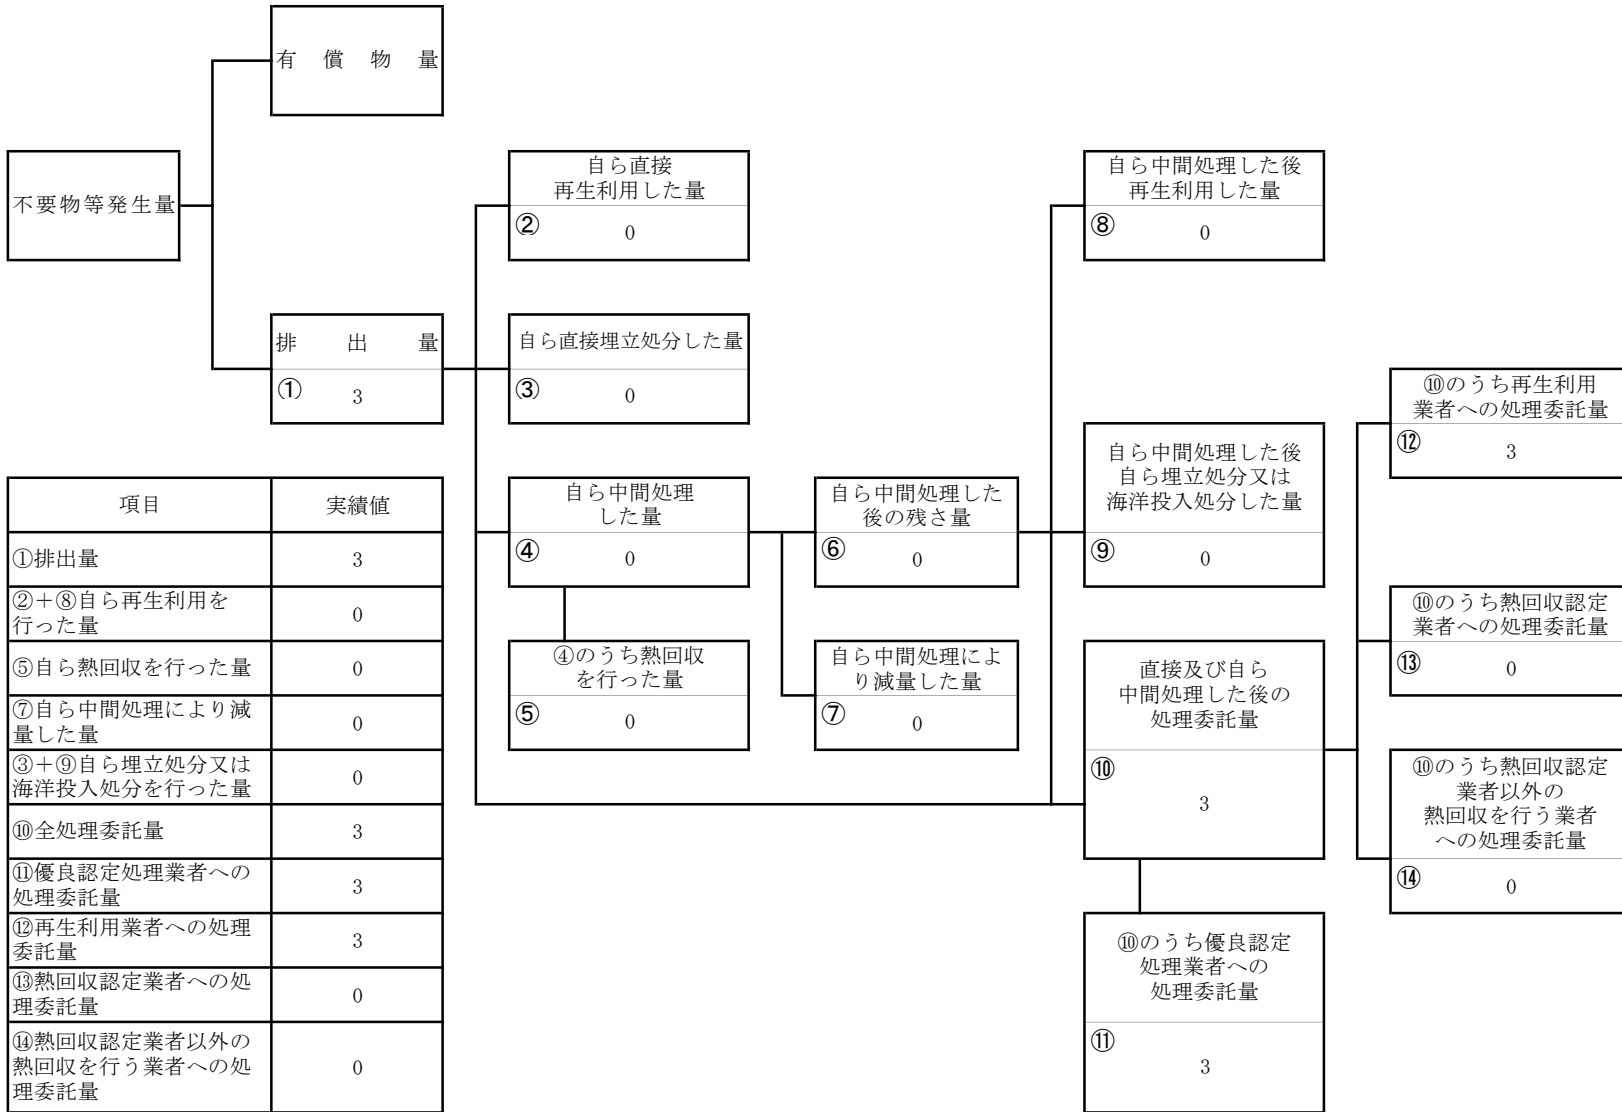 有償物量
不要物等発生量
排出量
①
3
自ら直接
再生利用した量
②
0
自ら直接埋立処分した量
③
0
自ら中間処理
した量
④
0
④のうち熱回収
を行った量
⑤
0
自ら中間処理した
後の残さ量
⑥
0
自ら中間処理によ
り減量した量
⑦
0
自ら中間処理した後
再生利用した量
⑧
0
自ら中間処理した後
自ら埋立処分又は
海洋投入処分した量
⑨
0
直接及び自ら
中間処理した後の
処理委託量
⑩
3
⑩のうち優良認定
処理業者への
処理委託量
⑪
3
⑩のうち再生利用
業者への処理委託量
⑫
3
⑩のうち熱回収認定
業者への処理委託量
⑬
0
⑩のうち熱回収認定
業者以外の
熱回収を行う業者
への処理委託量
⑭
0
項目 実績値
①排出量 3
②+⑧自ら再生利用を
行った量
0
⑤自ら熱回収を行った量 0
⑦自ら中間処理により減
量した量
0
③+⑨自ら埋立処分又は
海洋投入処分を行った量
0
⑩全処理委託量 3
⑪優良認定処理業者への
処理委託量
3
⑫再生利用業者への処理
委託量
3
⑬熱回収認定業者への処
理委託量
0
⑭熱回収認定業者以外の
熱回収を行う業者への処
理委託量
0